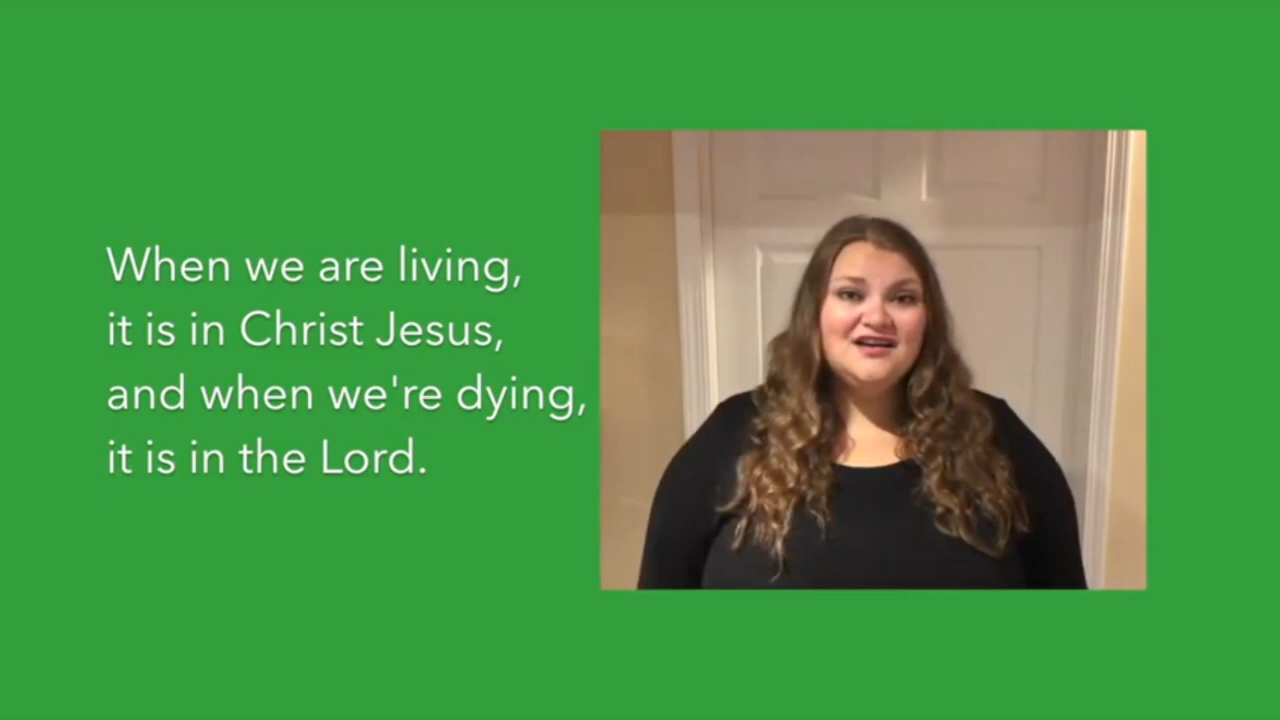 When we are living,
it is in Christ Jesus,
and when we're dying,
it is in the Lord.